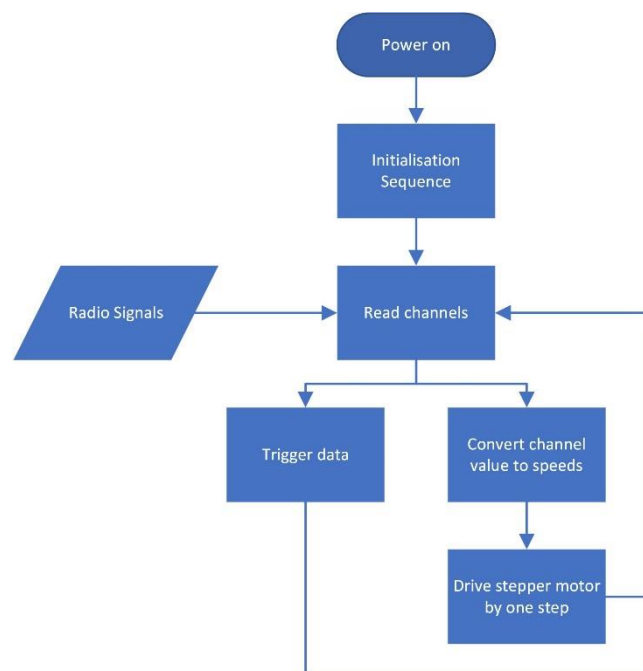 Power on
Initialisation
Sequence
Radio Signals
Read channels
Trigger data
Convert channel
value to speeds
Drive stepper motor
by one step